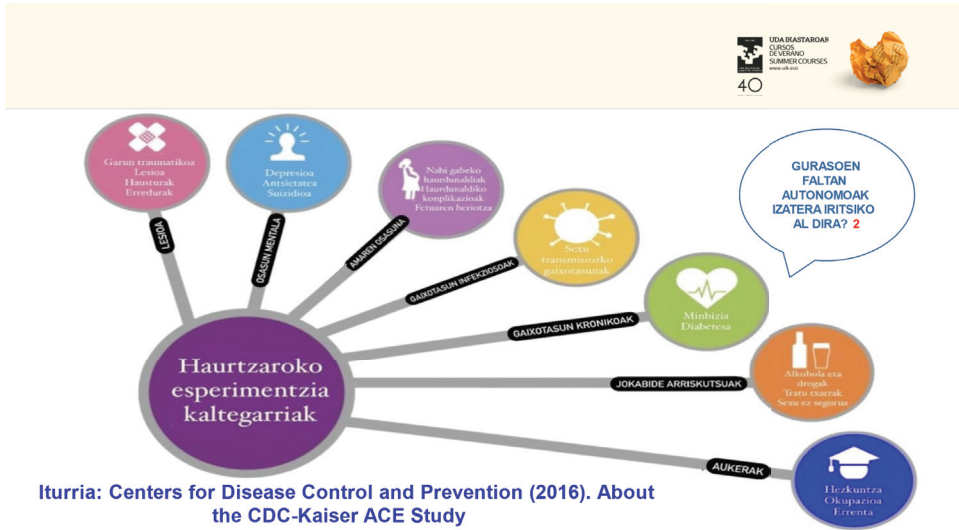 UDA IKASTAROAK
CURSOS
DE VERANO
SUMMER COURSES
www.uik.eus
40
Garun traumatikoa
Lesioa
Hausturak
Erredurak
LESIOA
Depresioa
Antsietatea
Suizidioa
OSASUN MENTALA
Nahi gabeko
haurdunaldiak
Haurdunaldiko
konplikazioak
Fetuaren heriotza
AMAREN OSASUNA
Sexu
transmisiozko
gaixotasunak
GAIXOTASUN INFEKZIOSOAK
Minbizia
Diabetesa
GAIXOTASUN KRONIKOAK
Alkohola eta
drogak
Tratu txarrak
Sexu ez segurua
JOKABIDE ARRISKUTSUAK
Hezkuntza
Okupazioa
Errenta
AUKERAK
Haurtzaroko
esperimentzia
kaltegarriak
GURASOEN
FALTAN
AUTONOMOAK
IZATERA IRITSIKO
AL DIRA? 2
Iturria: Centers for Disease Control and Prevention (2016). About
the CDC-Kaiser ACE Study